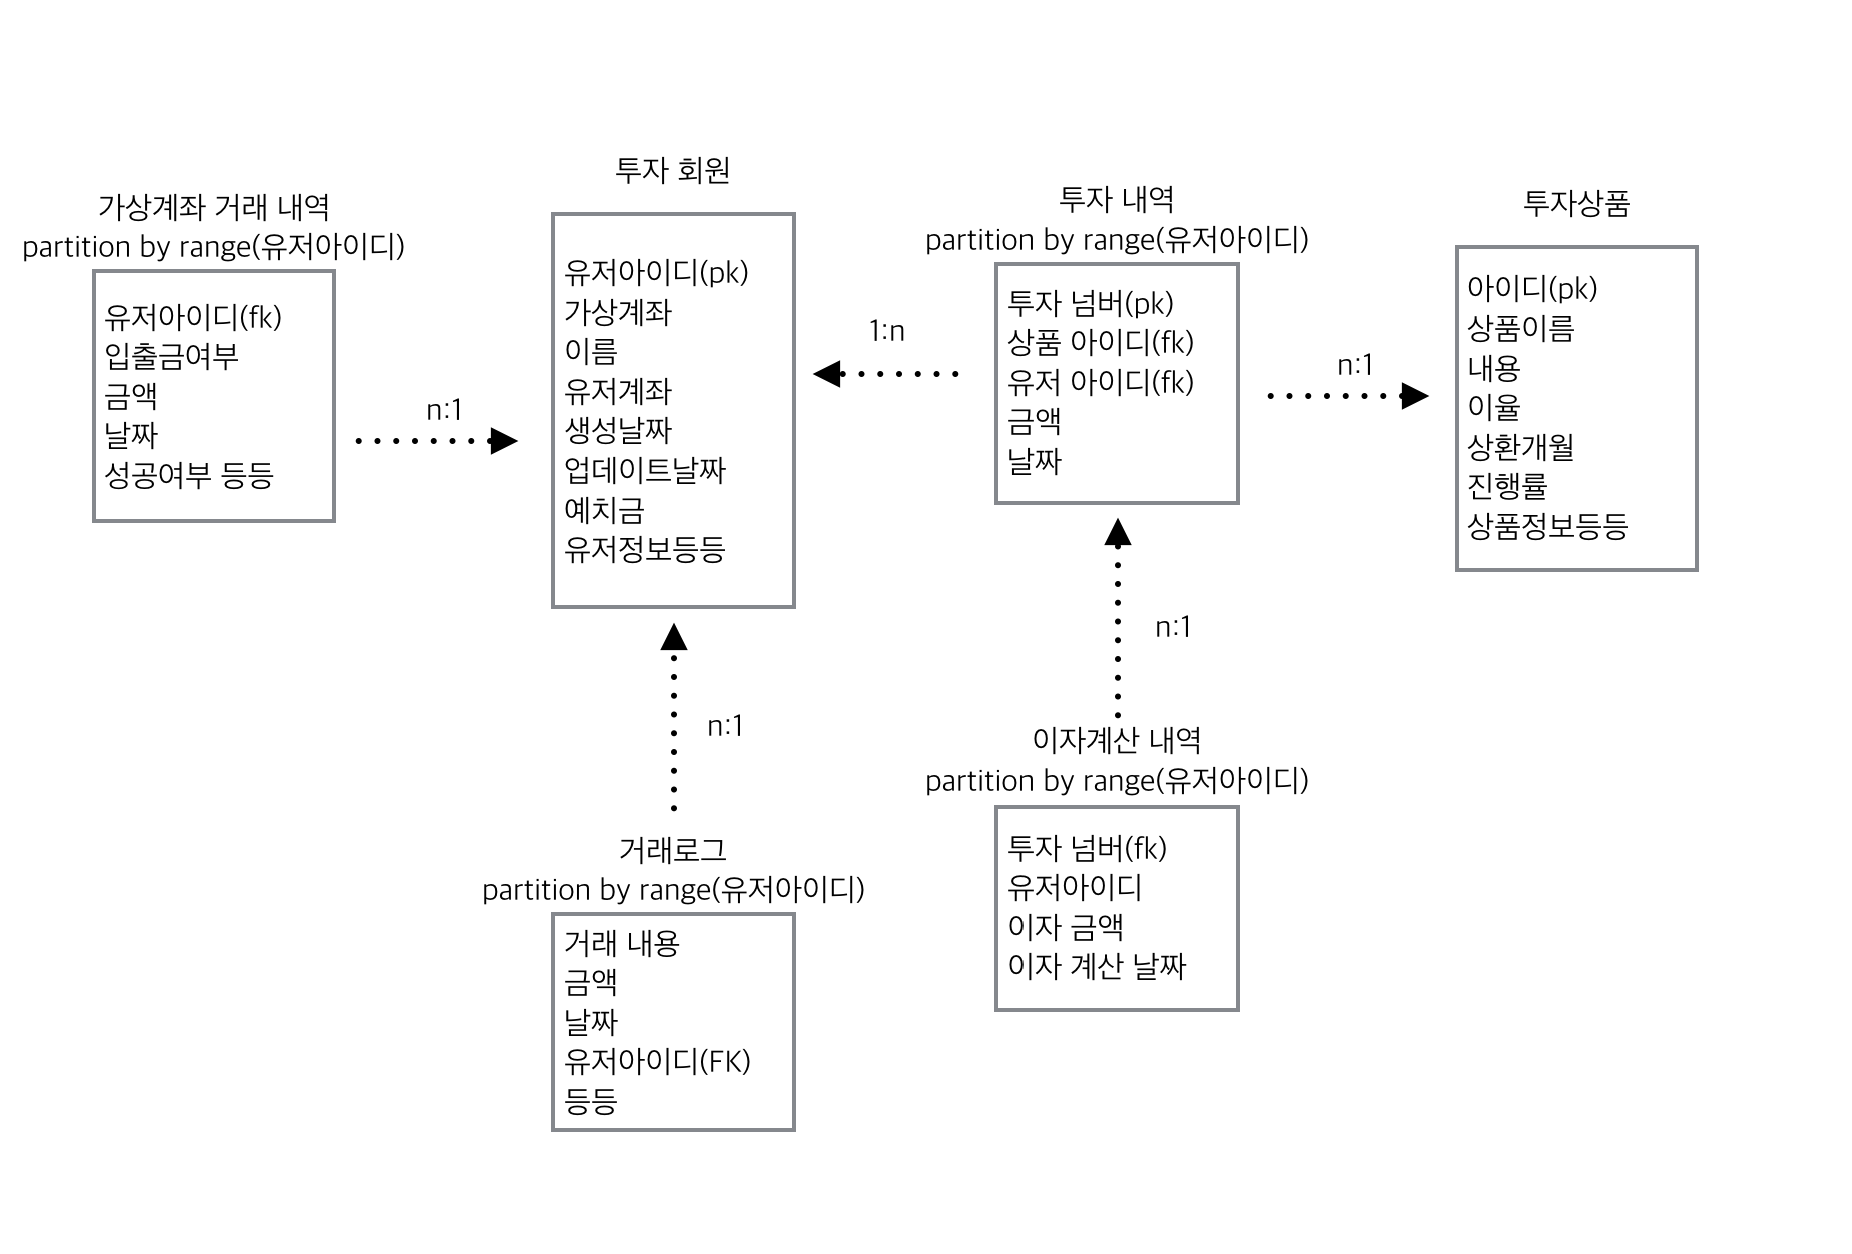 투자 회원
유저아이디(pk)
가상계좌
이름
유저계좌
생성날짜
업데이트날짜
예치금
유저정보등등
가상계좌 거래 내역
partition by range(유저아이디)
유저아이디(fk)
입출금여부
금액
날짜
성공여부 등등
n:1
1:n
투자 내역
partition by range(유저아이디)
투자 넘버(pk)
상품 아이디(fk)
유저 아이디(fk)
금액
날짜
n:1
투자상품
아이디(pk)
상품이름
내용
이율
상환개월
진행률
상품정보등등
n:1
거래로그
partition by range(유저아이디)
거래 내용
금액
날짜
유저아이디(FK)
등등
n:1
이자계산 내역
partition by range(유저아이디)
투자 넘버(fk)
유저아이디
이자 금액
이자 계산 날짜